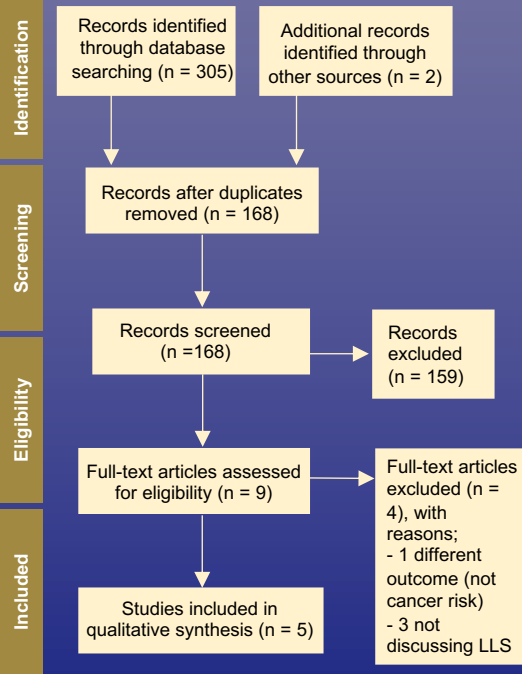 Identification
Records identified
through database
searching (n = 305)
Additional records
identified through
other sources (n = 2)
Screening
Records after duplicates
removed (n = 168)
Records screened
(n =168)
Records
excluded
(n = 159)
Eligibility
Full-text articles assessed
for eligibility (n = 9)
Full-text articles
excluded (n =
4), with
reasons;
- 1 different
outcome (not
cancer risk)
- 3 not
discussing LLS
Included
Studies included in
qualitative synthesis (n = 5)